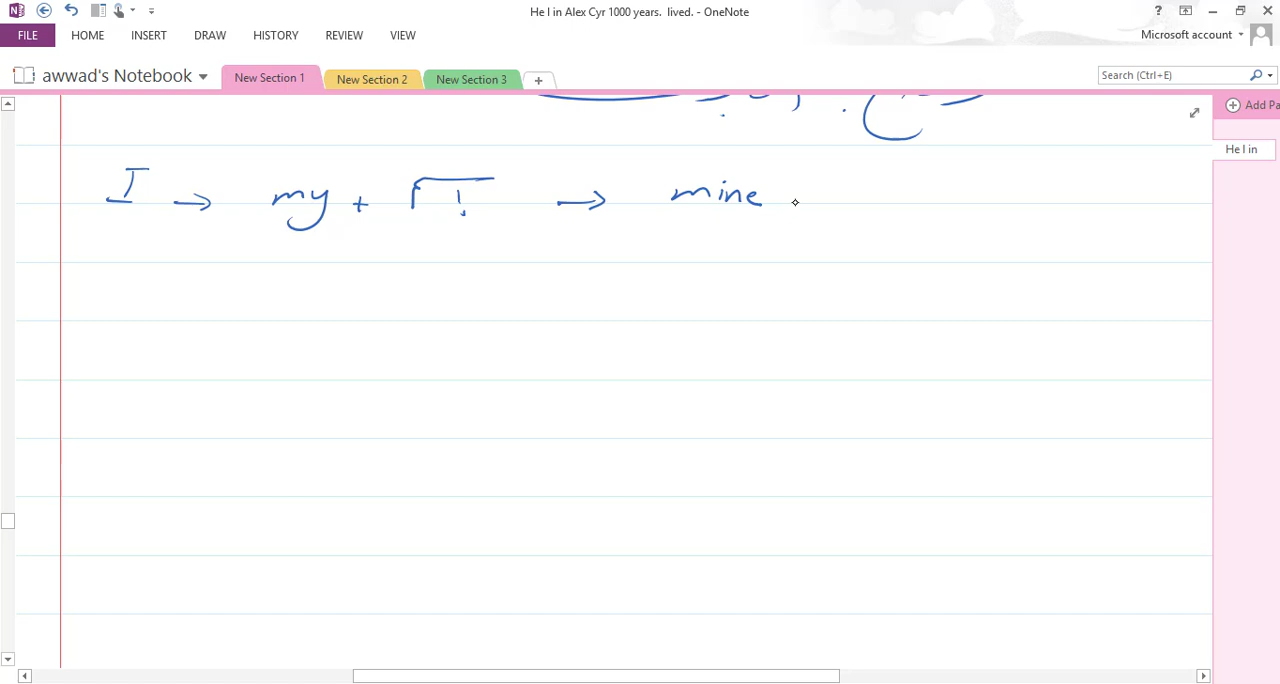 He I in Alex Cyr 1000 years. lived. - OneNote
FILE HOME INSERT DRAW HISTORY REVIEW VIEW Microsoft account
awwad's Notebook New Section 1 New Section 2 New Section 3 + Search (Ctrl+E)
Add Pa
He I in
I → my + → mine